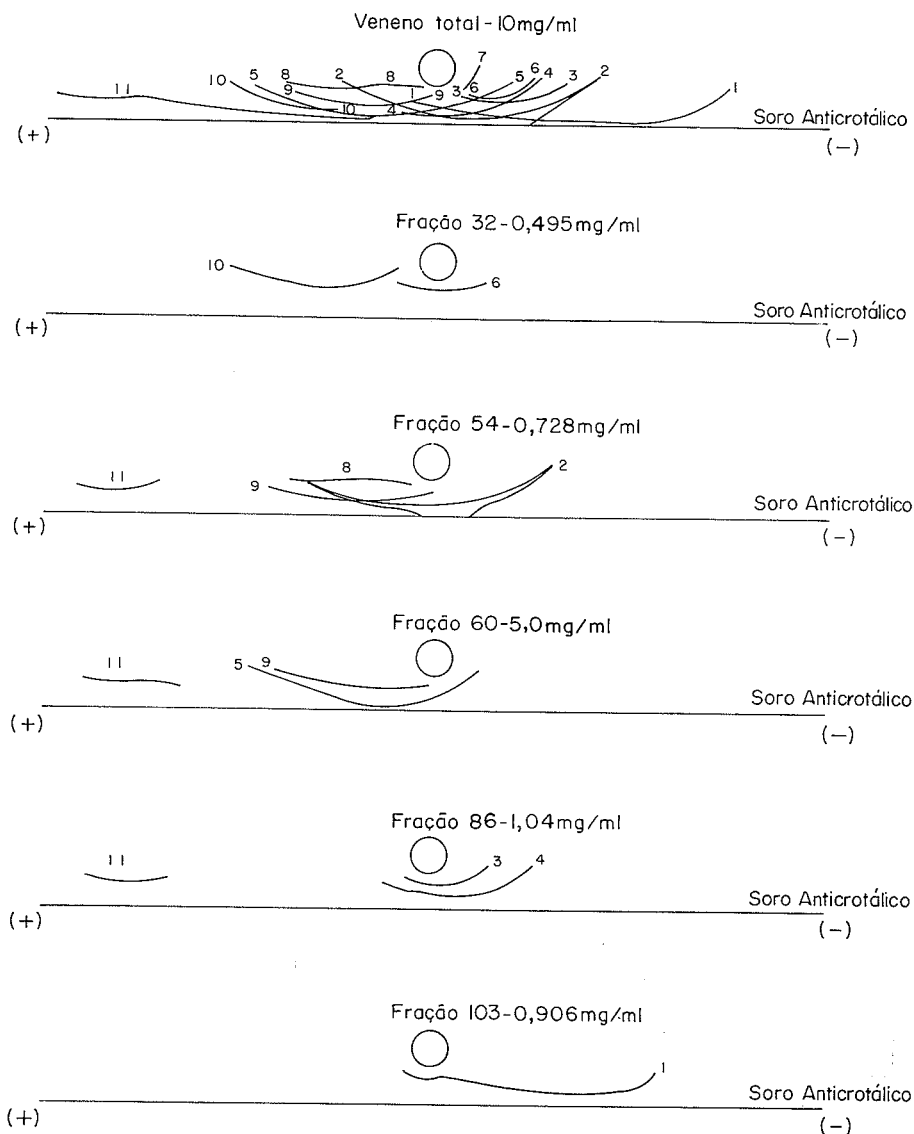 Veneno total-10mg/ml
11 10 5 8 9 2 8 1 9 10 4 3 6 7 5 6 4 3 2 1
Soro Anticrotálico
(+) (-)
Fração 32-0,495mg/ml
10 6
Soro Anticrotálico
(+) (-)
Fração 54-0,728mg/ml
11 9 8 2
Soro Anticrotálico
(+) (-)
Fração 60-5,0mg/ml
11 5 9
Soro Anticrotálico
(+) (-)
Fração 86-1,04mg/ml
11 3 4
Soro Anticrotálico
(+) (-)
Fração 103-0,906mg/ml
1
Soro Anticrotálico
(+) (-)